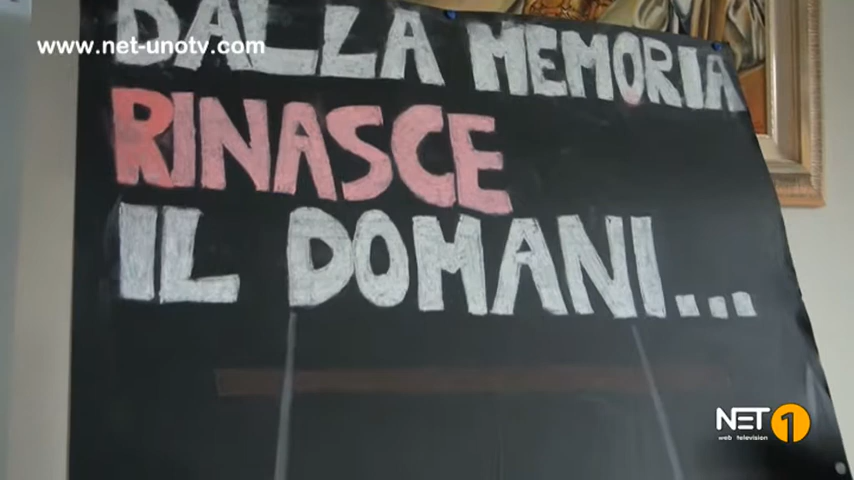 www.net-unotv.com
DALLA MEMORIA
RINASCE
IL DOMANI...
NET 1
web television